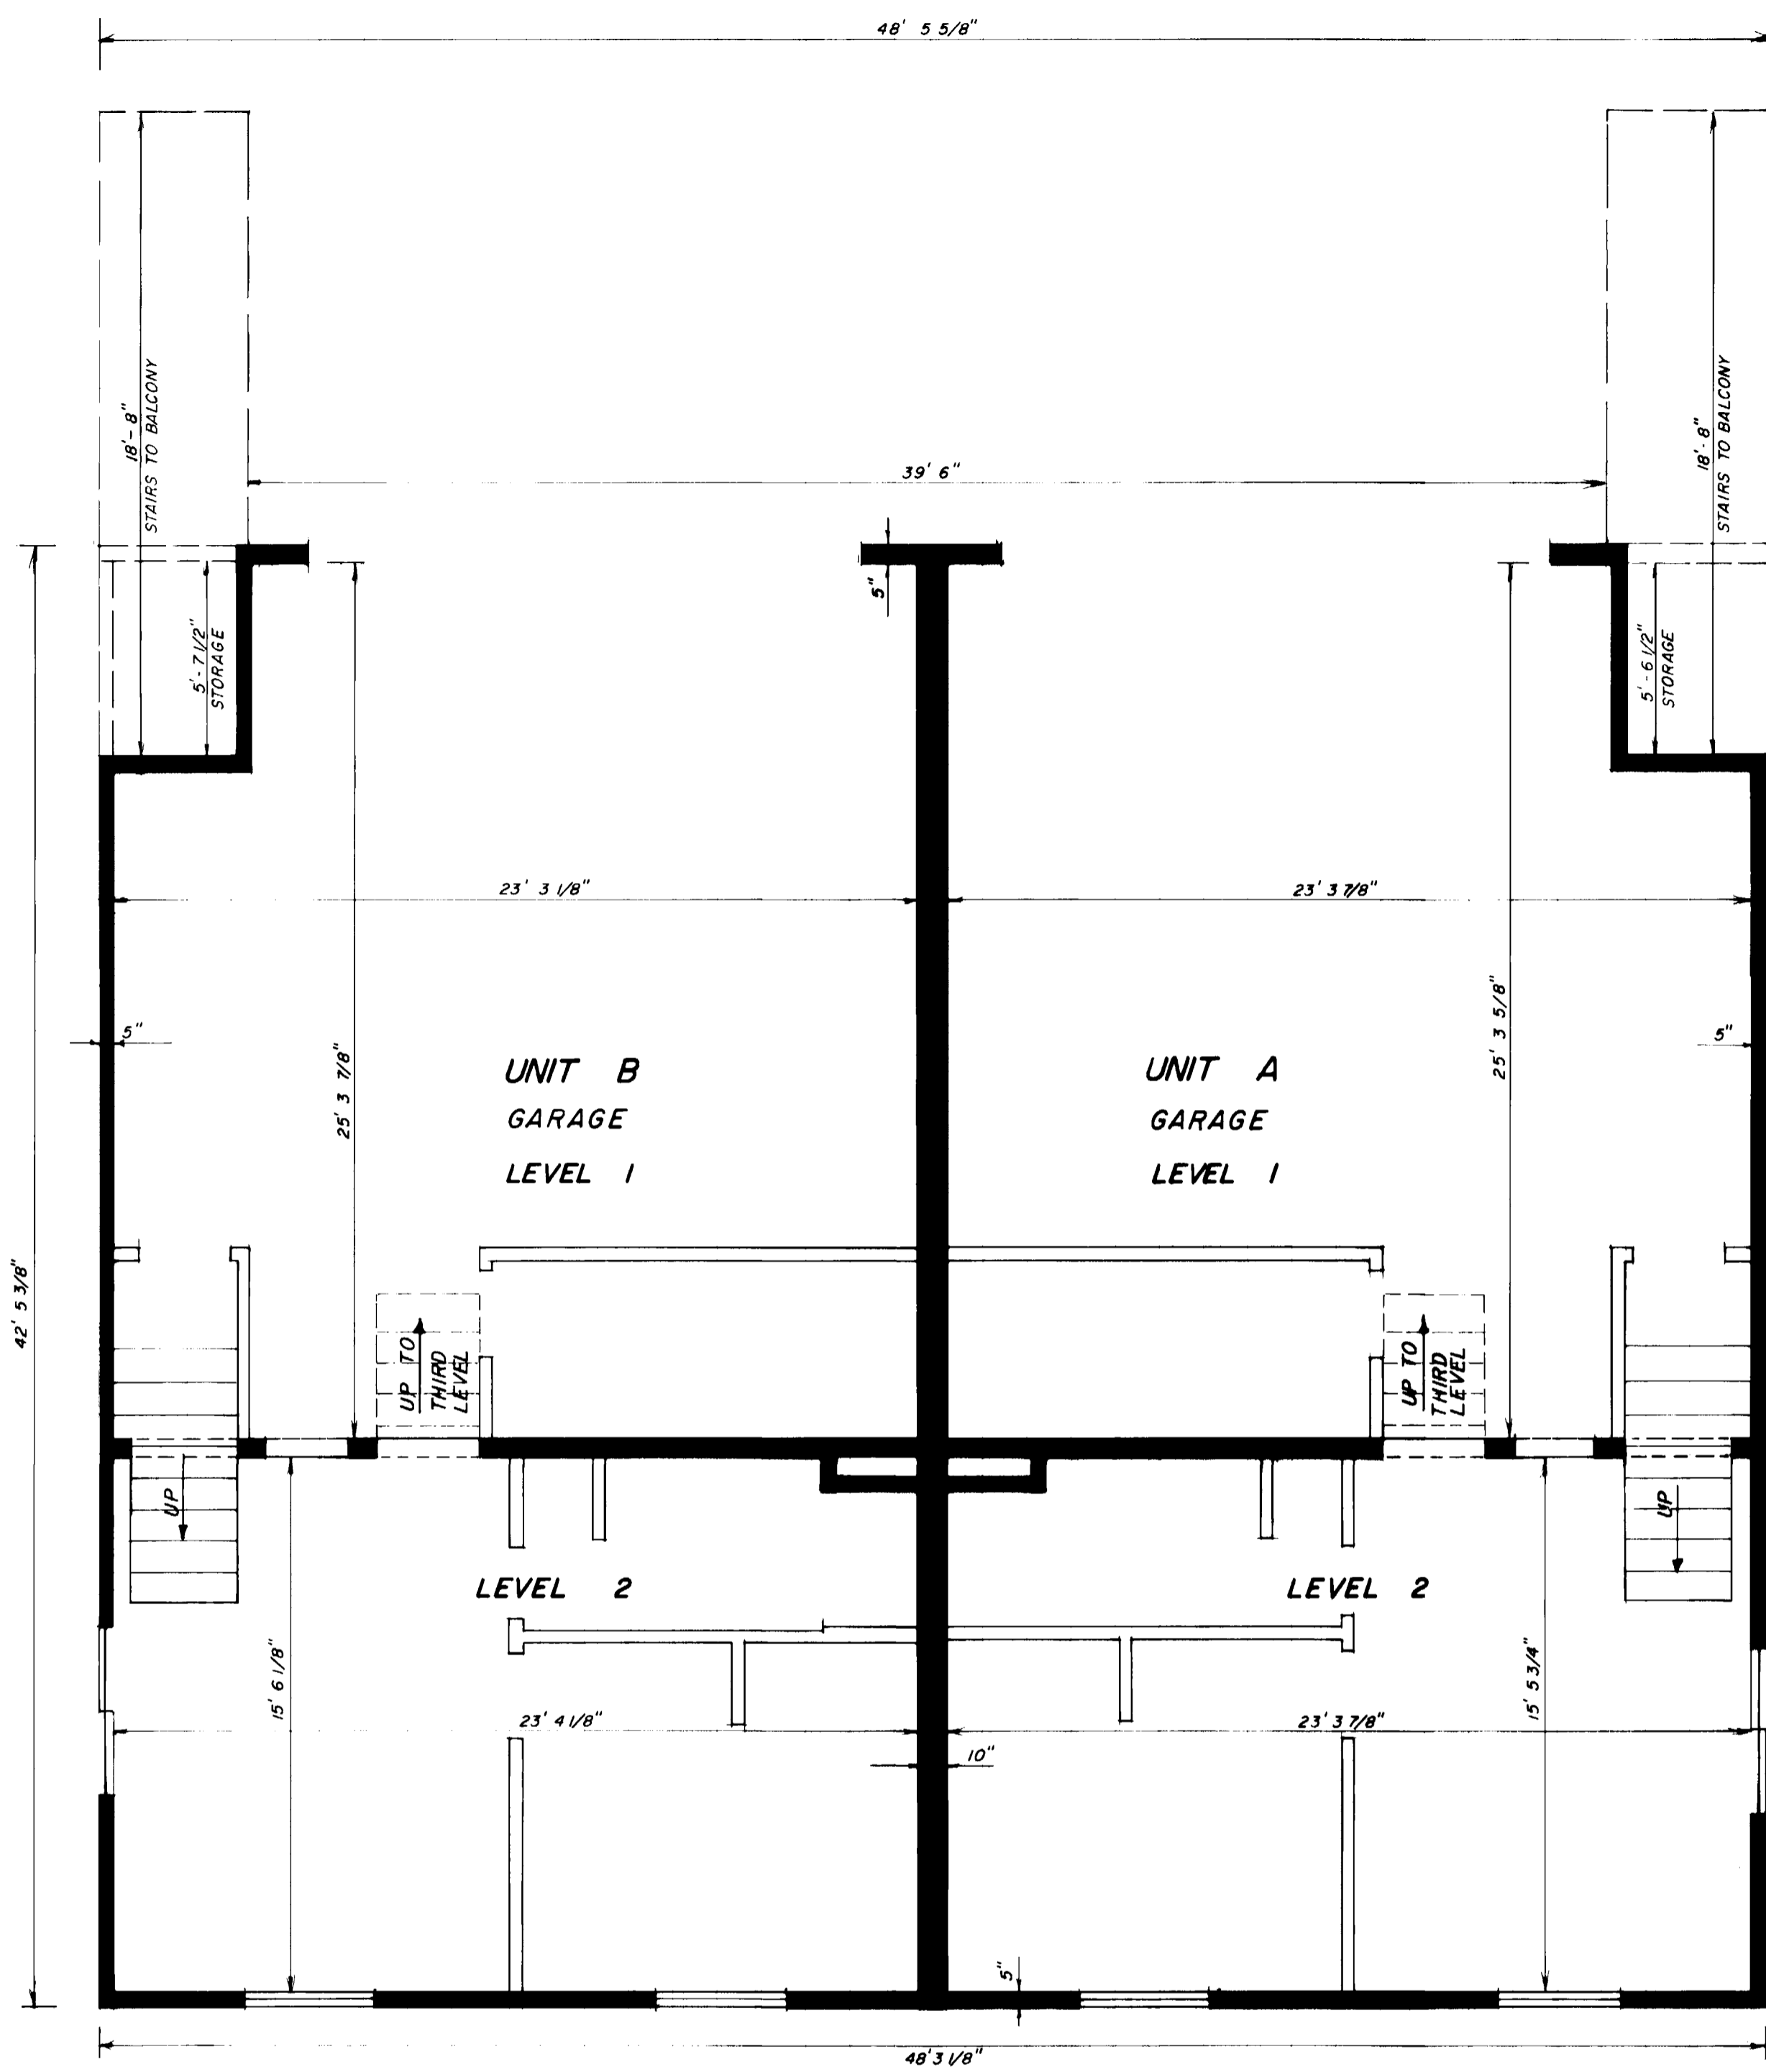 48' 5 5/8"
18'- 8"
STAIRS TO BALCONY
18'- 8"
STAIRS TO BALCONY
39' 6"
5"
5'- 7 1/2"
STORAGE
5'- 6 1/2"
STORAGE
23' 3 1/8"
23' 3 7/8"
5"
5"
25' 3 7/8"
25' 3 5/8"
UNIT B
GARAGE
LEVEL 1
UNIT A
GARAGE
LEVEL 1
42' 5 3/8"
UP TO
THIRD
LEVEL
UP TO
THIRD
LEVEL
UP
UP
LEVEL 2
LEVEL 2
15' 6 1/8"
15' 5 3/4"
23' 4 1/8"
23' 3 7/8"
10"
5"
48' 3 1/8"